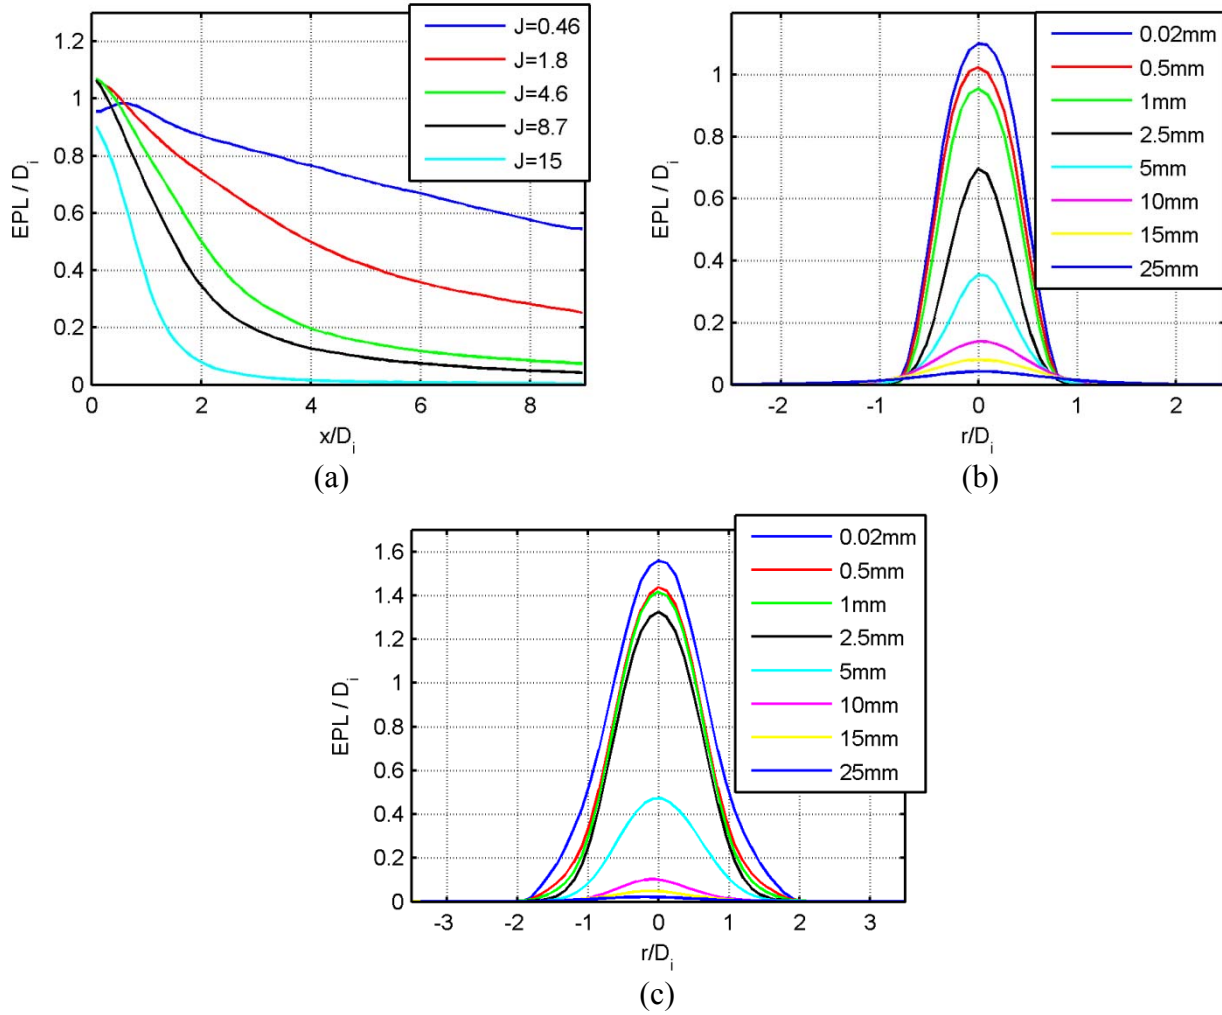 1.2
1
0.8
0.6
0.4
0.2
0
EPL / D_i
0 2 4 6 8
x/D_i
J=0.46
J=1.8
J=4.6
J=8.7
J=15
(a)
1
0.8
0.6
0.4
0.2
0
EPL / D_i
-2 -1 0 1 2
r/D_i
0.02mm
0.5mm
1mm
2.5mm
5mm
10mm
15mm
25mm
(b)
1.6
1.4
1.2
1
0.8
0.6
0.4
0.2
0
EPL / D_i
-3 -2 -1 0 1 2 3
r/D_i
0.02mm
0.5mm
1mm
2.5mm
5mm
10mm
15mm
25mm
(c)